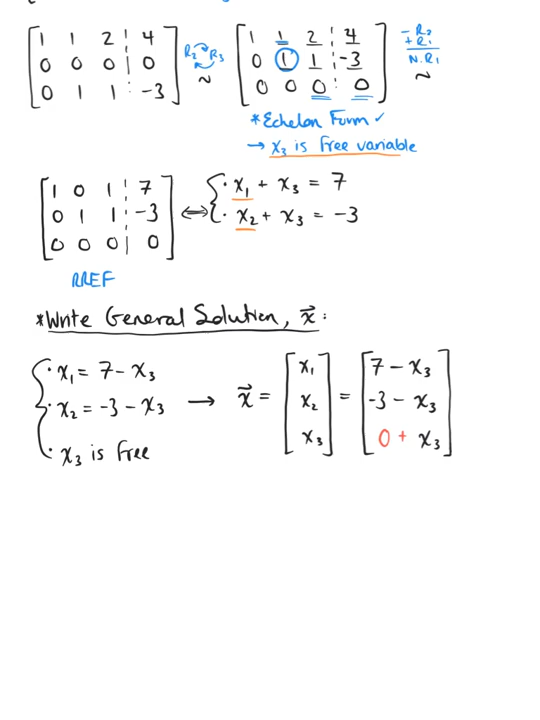 [1 1 2 | 4] R₂ ↔ R₃ [1 1 2 | 4] -R₂
[0 0 0 | 0] ~ [0 1 1 | -3] +R₁
[0 1 1 | -3] [0 0 0 | 0] N.R₁ ~
*Echelon Form ✓
→ x₃ is free variable
[1 0 1 | 7] { · x₁ + x₃ = 7
[0 1 1 | -3] ⟺ { · x₂ + x₃ = -3
[0 0 0 | 0]
RREF
*Write General Solution, x⃗:
{ · x₁ = 7 - x₃ [x₁] [7 - x₃]
{ · x₂ = -3 - x₃ → x⃗ = [x₂] = [-3 - x₃]
{ · x₃ is free [x₃] [0 + x₃]